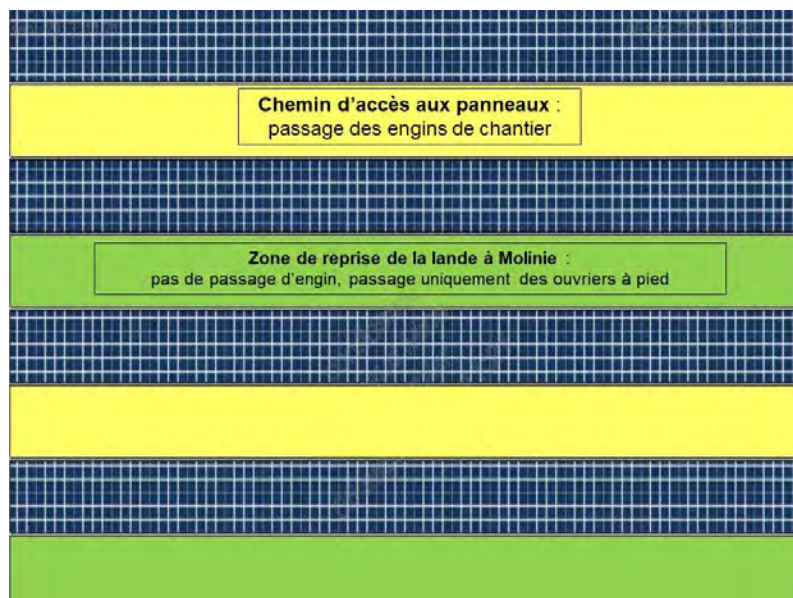 Chemin d'accès aux panneaux :
passage des engins de chantier
Zone de reprise de la lande à Molinie :
pas de passage d'engin, passage uniquement des ouvriers à pied